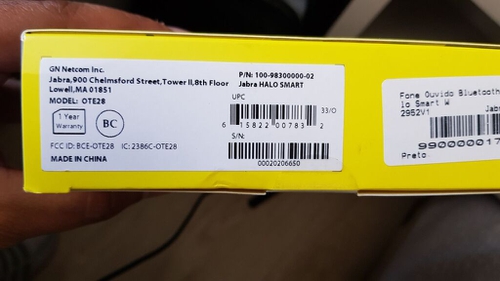 GN Netcom Inc.
Jabra,900 Chelmsford Street,Tower II,8th Floor
Lowell,MA 01851
MODEL: OTE28
1 Year
Warranty
BC
FCC ID: BCE-OTE28 IC: 2386C-OTE28
MADE IN CHINA
P/N: 100-98300000-02
Jabra HALO SMART
UPC
33/O
6 15822 00783 2
S/N:
00020206650
Fone Ouvido Bluetooth
lo Smart W
2952V1
Jab
990000017
Preto